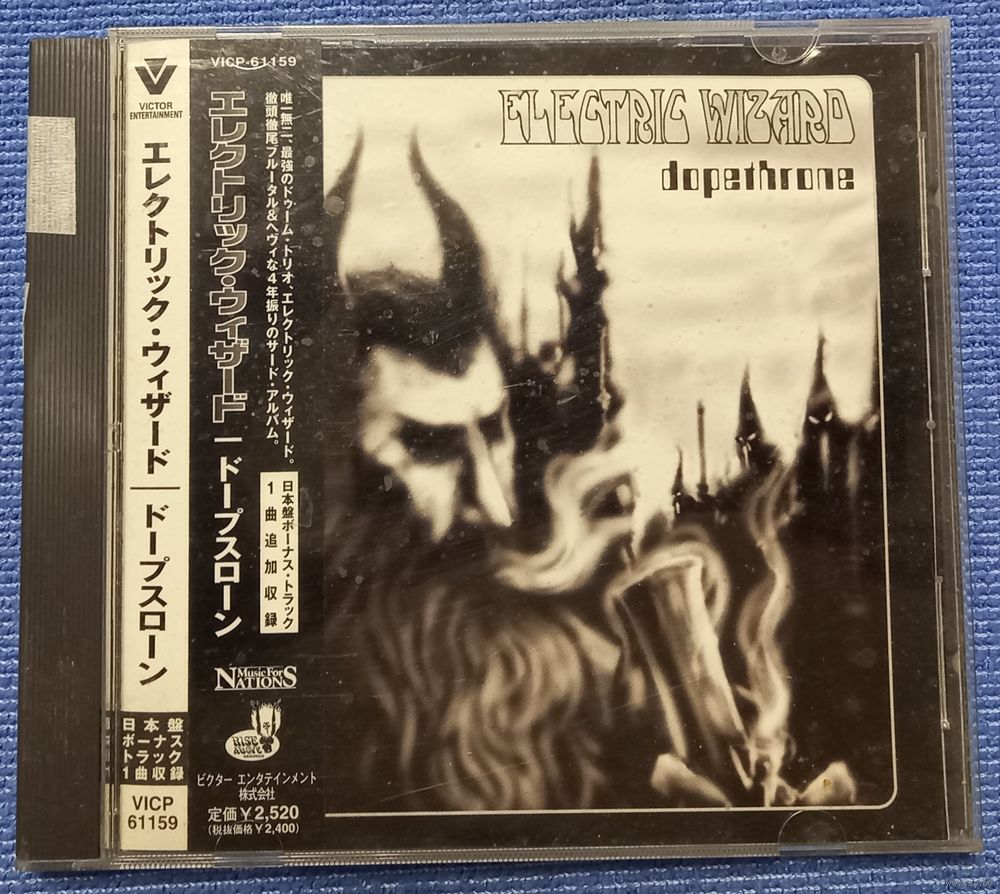 VICTOR
ENTERTAINMENT
エレクトリック・ウィザード｜ドープスローン
日本盤
ボーナス
トラック
1曲収録
VICP
61159
VICP-61159
唯一無二、最強のドゥーム・トリオ、エレクトリック・ウィザード。
徹頭徹尾ブルータル&ヘヴィな4年振りのサード・アルバム。
エレクトリック・ウィザード｜ドープスローン
日本盤ボーナス・トラック
1曲追加収録
Music For
NATIONS
RISE
ABOVE
ビクター エンタテインメント
株式会社
定価¥2,520
(税抜価格¥2,400)
ELECTRIC WIZARD
dopethrone